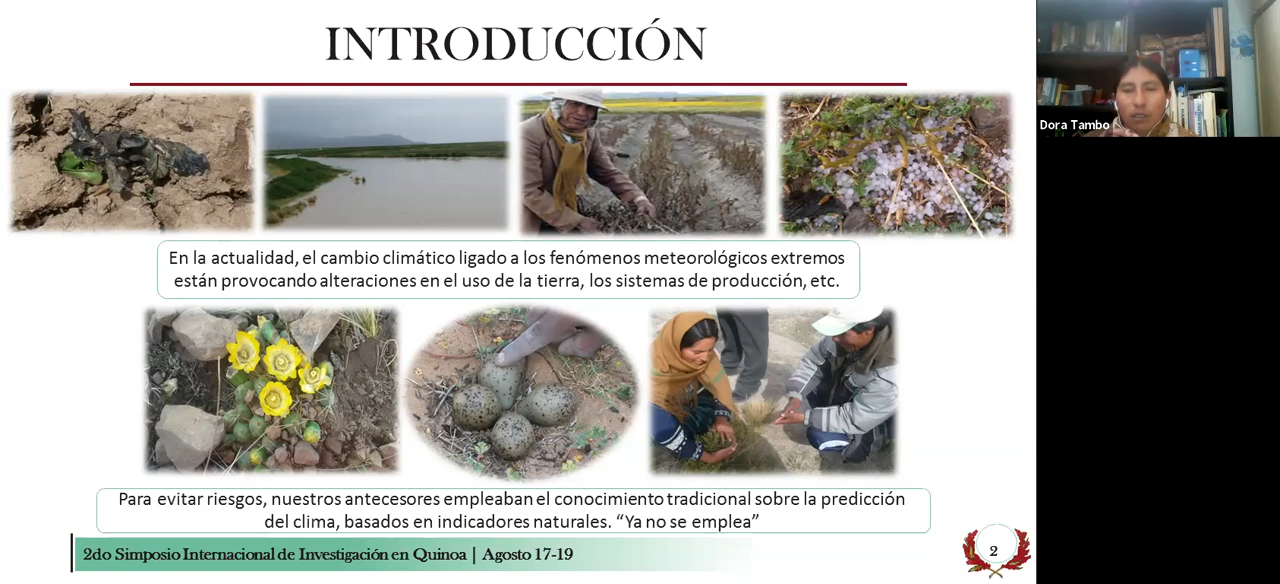 INTRODUCCIÓN
Dora Tambo
En la actualidad, el cambio climático ligado a los fenómenos meteorológicos extremos
están provocando alteraciones en el uso de la tierra, los sistemas de producción, etc.
Para evitar riesgos, nuestros antecesores empleaban el conocimiento tradicional sobre la predicción
del clima, basados en indicadores naturales. “Ya no se emplea”
2do Simposio Internacional de Investigación en Quinoa | Agosto 17-19
2